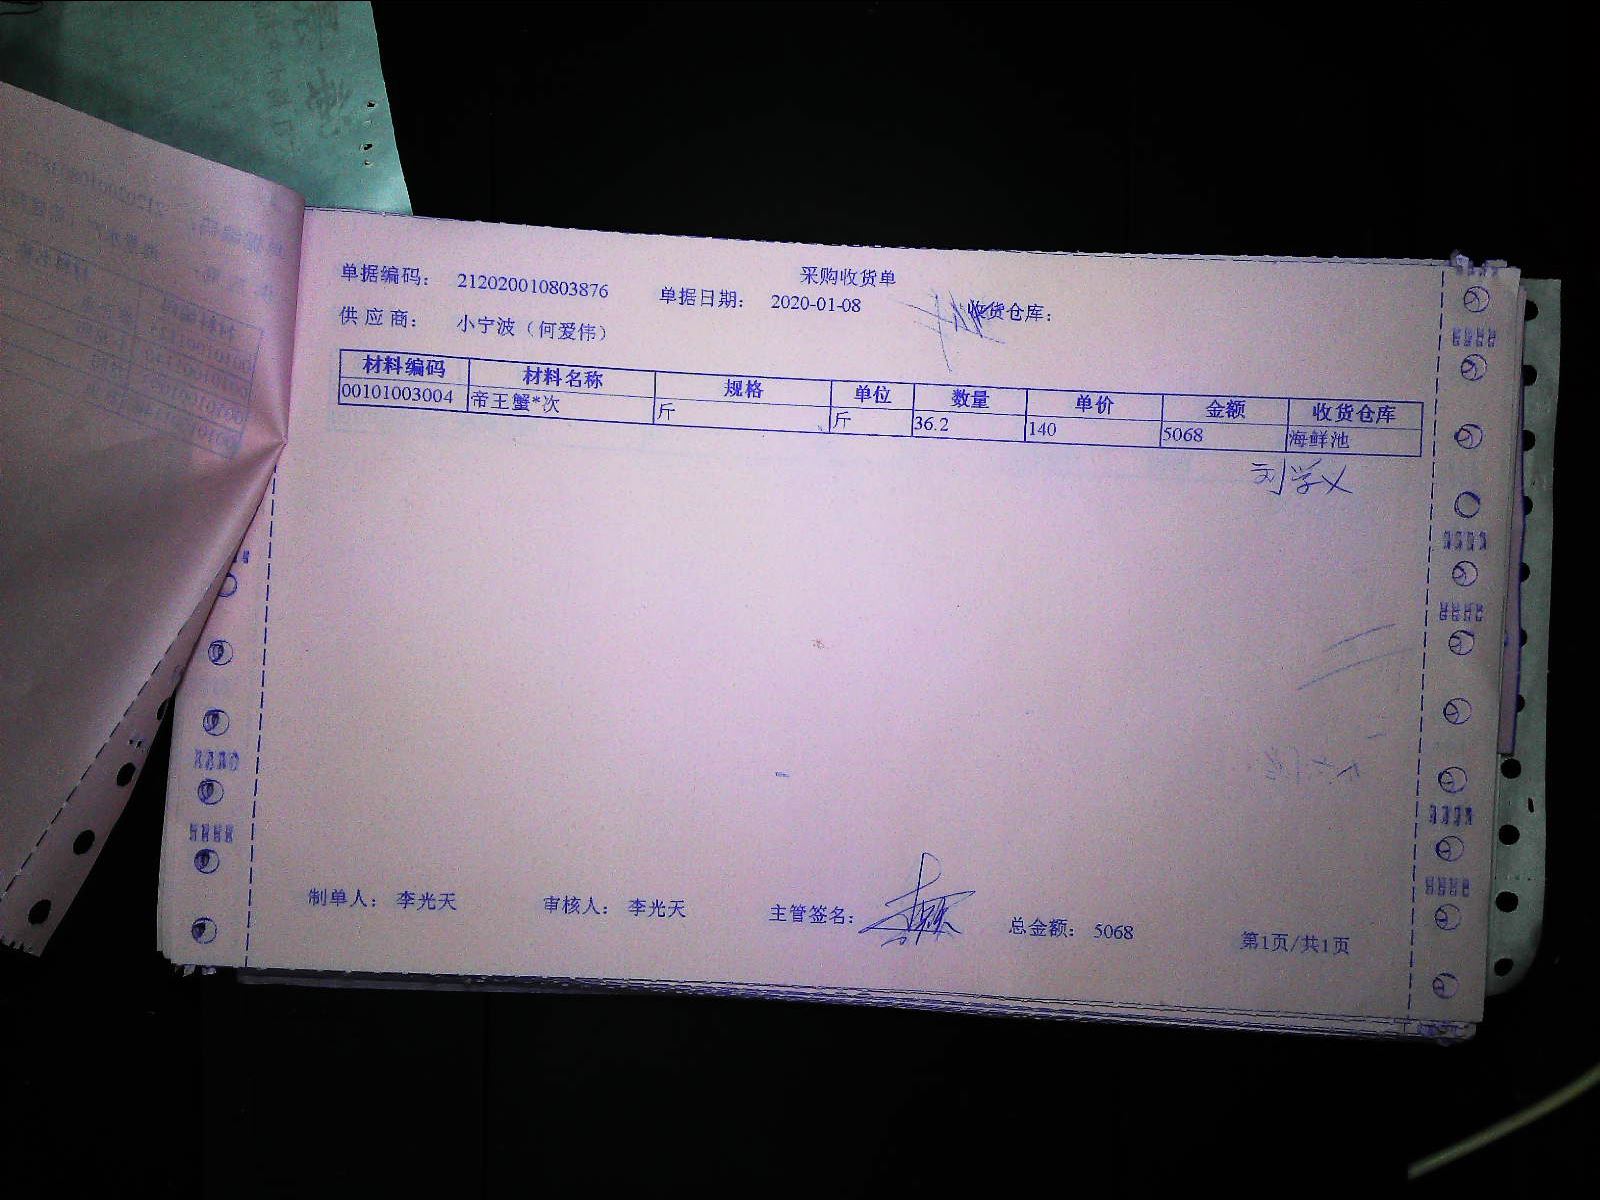 采购收货单
单据编码: 212020010803876 单据日期: 2020-01-08 收货仓库:
供应商: 小宁波（何爱伟）
材料编码 材料名称 规格 单位 数量 单价 金额 收货仓库
00101003004 帝王蟹*次 斤 斤 36.2 140 5068 海鲜池
刘学义
制单人: 李光天 审核人: 李光天 主管签名: 总金额: 5068 第1页/共1页